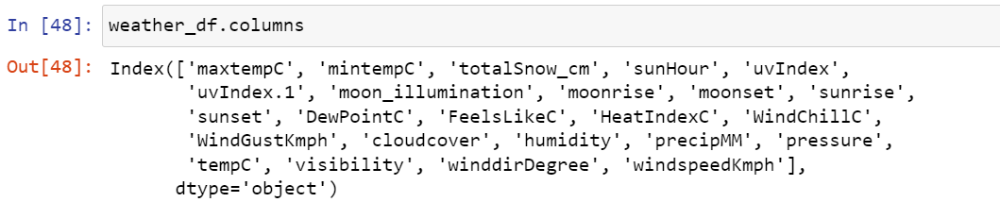 In [48]: weather_df.columns
Out[48]: Index(['maxtempC', 'mintempC', 'totalSnow_cm', 'sunHour', 'uvIndex',
'uvIndex.1', 'moon_illumination', 'moonrise', 'moonset', 'sunrise',
'sunset', 'DewPointC', 'FeelsLikeC', 'HeatIndexC', 'WindChillC',
'WindGustKmph', 'cloudcover', 'humidity', 'precipMM', 'pressure',
'tempC', 'visibility', 'winddirDegree', 'windspeedKmph'],
dtype='object')